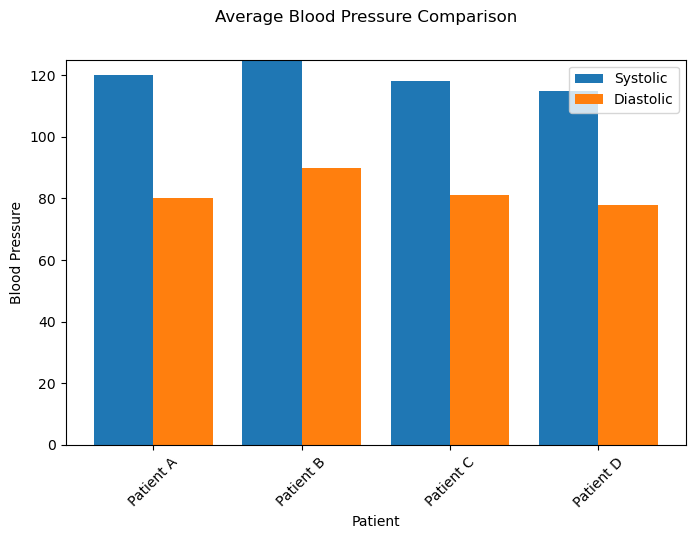 Average Blood Pressure Comparison
Systolic
Diastolic
120
100
80
60
40
20
0
Blood Pressure
Patient A
Patient B
Patient C
Patient D
Patient